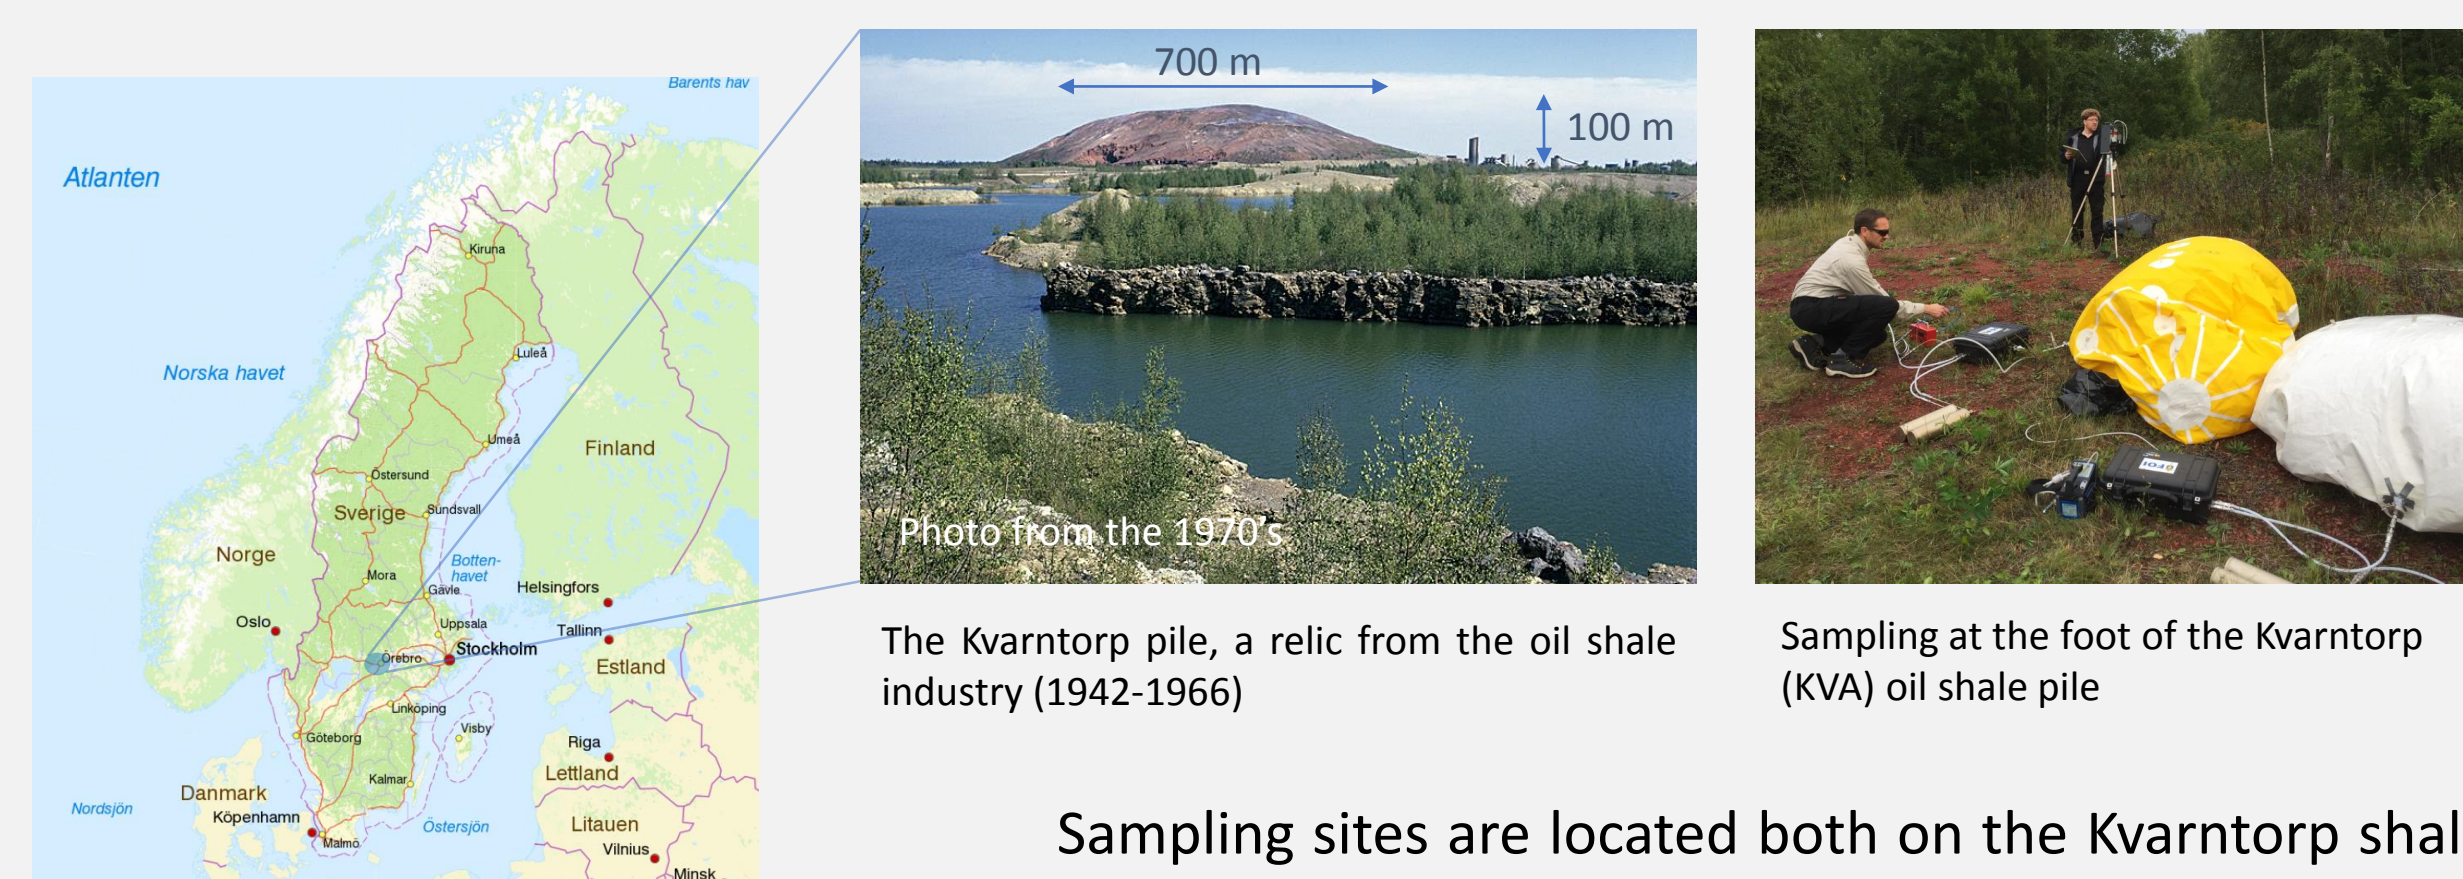 Barents hav
Atlanten
Kiruna
Luleå
Norska havet
Umeå
Finland
Östersund
Sverige
Sundsvall
Norge
Botten-
havet
Mora
Gävle
Helsingfors
Oslo
Uppsala
Tallinn
Stockholm
Örebro
Estland
Linköping
Visby
Göteborg
Riga
Lettland
Kalmar
Danmark
Nordsjön
Köpenhamn
Östersjön
Litauen
Malmö
Vilnius
Minsk
700 m
100 m
Photo from the 1970's
The Kvarntorp pile, a relic from the oil shale
industry (1942-1966)
FOI
Sampling at the foot of the Kvarntorp
(KVA) oil shale pile
Sampling sites are located both on the Kvarntorp shal